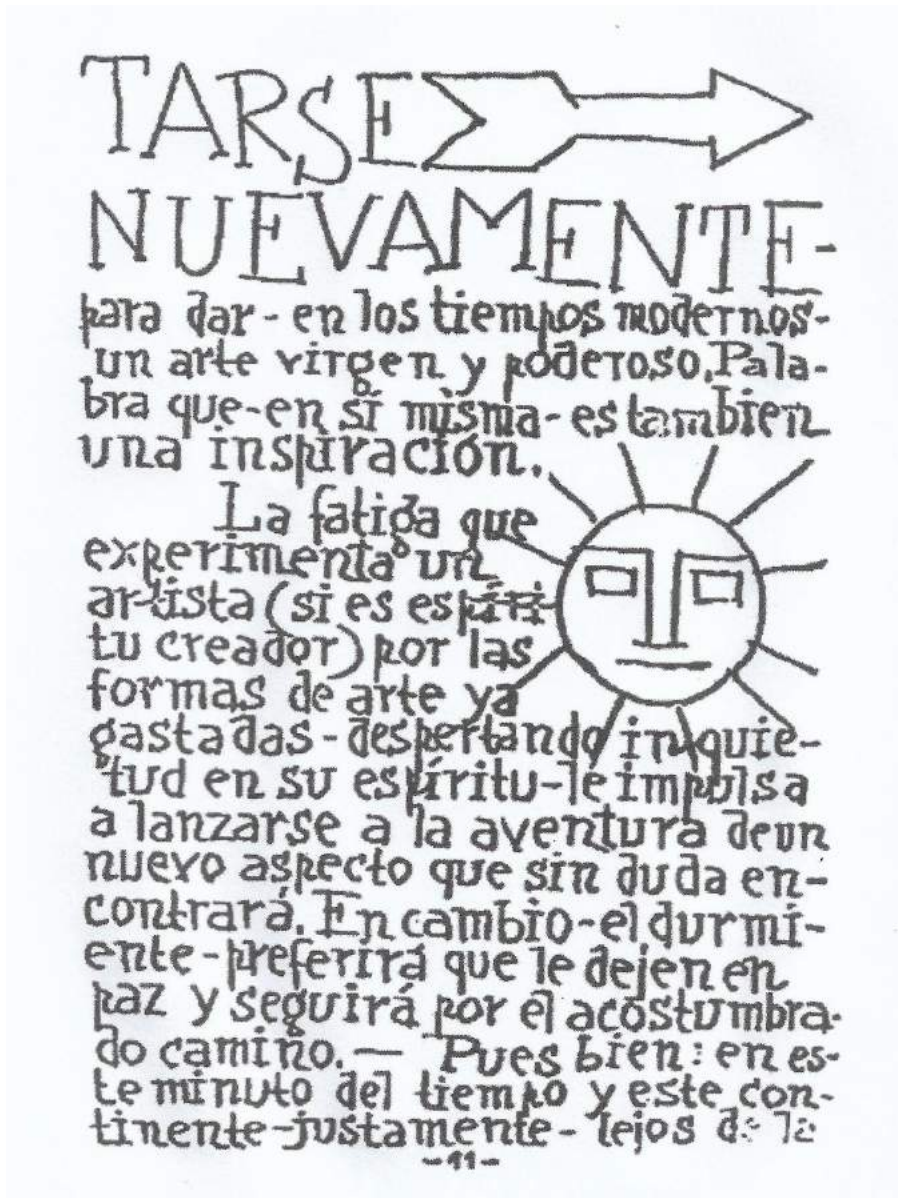 TARSE
NUEVAMENTE-
para dar-en los tiempos modernos-
un arte virgen y poderoso. Pala-
bra que-en sí misma-es tambien
una inspiración.
La fatiga que
experimenta un
artista (si es espíri-
tu creador) por las
formas de arte ya
gastadas-despertando inquie-
tud en su espíritu-le impulsa
a lanzarse a la aventura de un
nuevo aspecto que sin duda en-
contrará. En cambio-el durmi-
ente-preferirá que le dejen en
paz y seguirá por el acostumbra-
do camino.— Pues bien: en es-
te minuto del tiempo y este con-
tinente-justamente-lejos de la
-11-